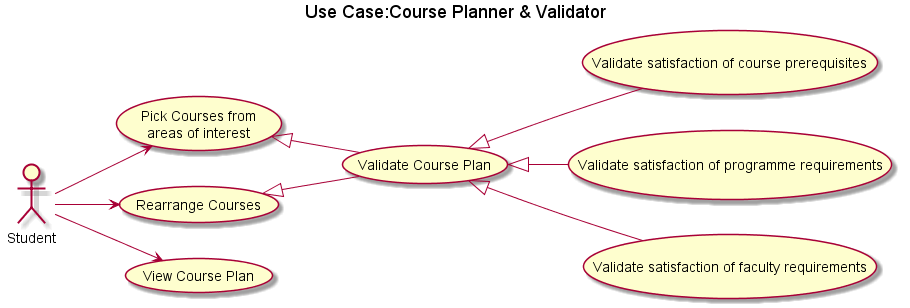 Use Case:Course Planner & Validator
Validate satisfaction of course prerequisites
Pick Courses from
areas of interest
Validate Course Plan
Validate satisfaction of programme requirements
Rearrange Courses
Student
View Course Plan
Validate satisfaction of faculty requirements